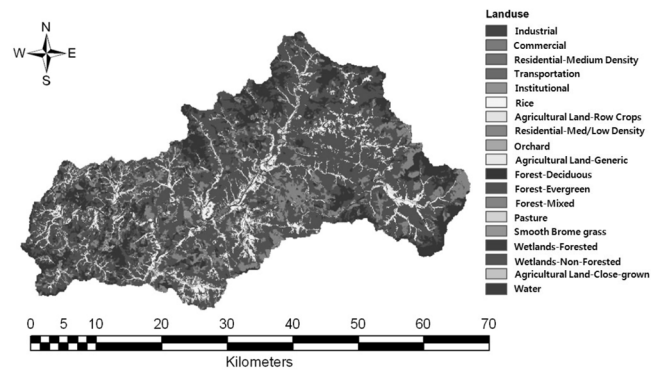 N
W E
S
Landuse
Industrial
Commercial
Residential-Medium Density
Transportation
Institutional
Rice
Agricultural Land-Row Crops
Residential-Med/Low Density
Orchard
Agricultural Land-Generic
Forest-Deciduous
Forest-Evergreen
Forest-Mixed
Pasture
Smooth Brome grass
Wetlands-Forested
Wetlands-Non-Forested
Agricultural Land-Close-grown
Water
0 5 10 20 30 40 50 60 70
Kilometers